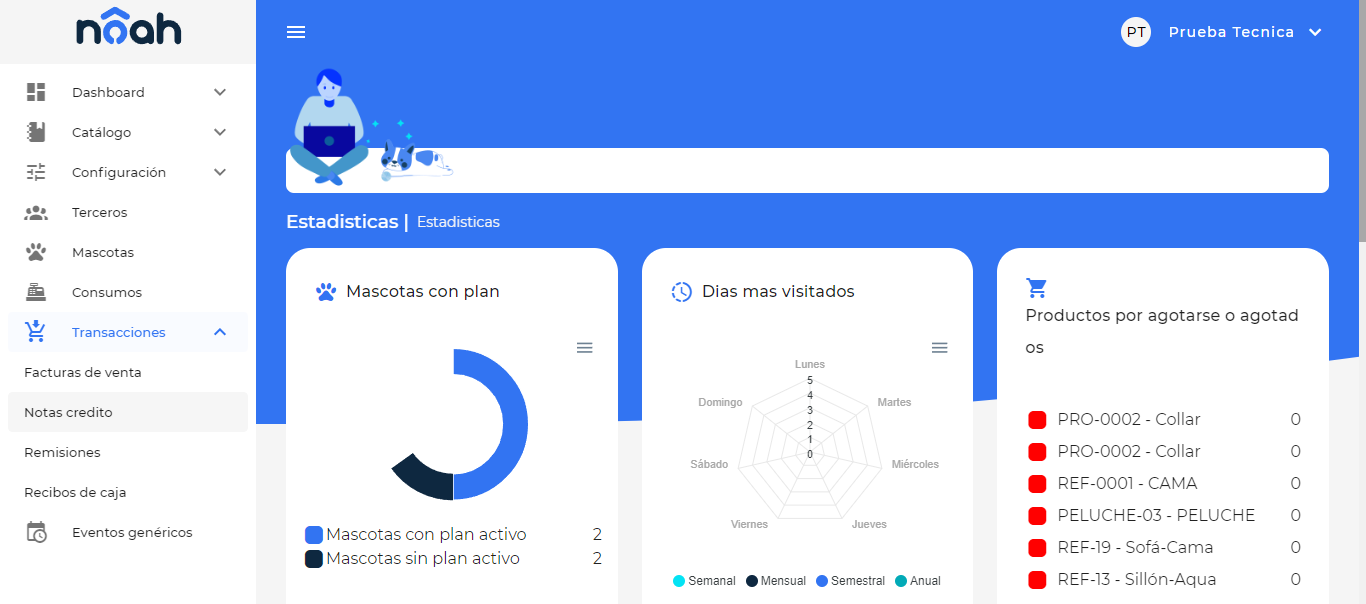 nôah
Dashboard
Catálogo
Configuración
Terceros
Mascotas
Consumos
Transacciones
Facturas de venta
Notas credito
Remisiones
Recibos de caja
Eventos genéricos
PT Prueba Tecnica
Estadisticas | Estadisticas
Mascotas con plan
Mascotas con plan activo 2
Mascotas sin plan activo 2
Dias mas visitados
Lunes
5
4
3
2
1
0
Martes
Miércoles
Jueves
Viernes
Sábado
Domingo
Semanal Mensual Semestral Anual
Productos por agotarse o agotad
os
PRO-0002 - Collar 0
PRO-0002 - Collar 0
REF-0001 - CAMA 0
PELUCHE-03 - PELUCHE 0
REF-19 - Sofá-Cama 0
REF-13 - Sillón-Aqua 0